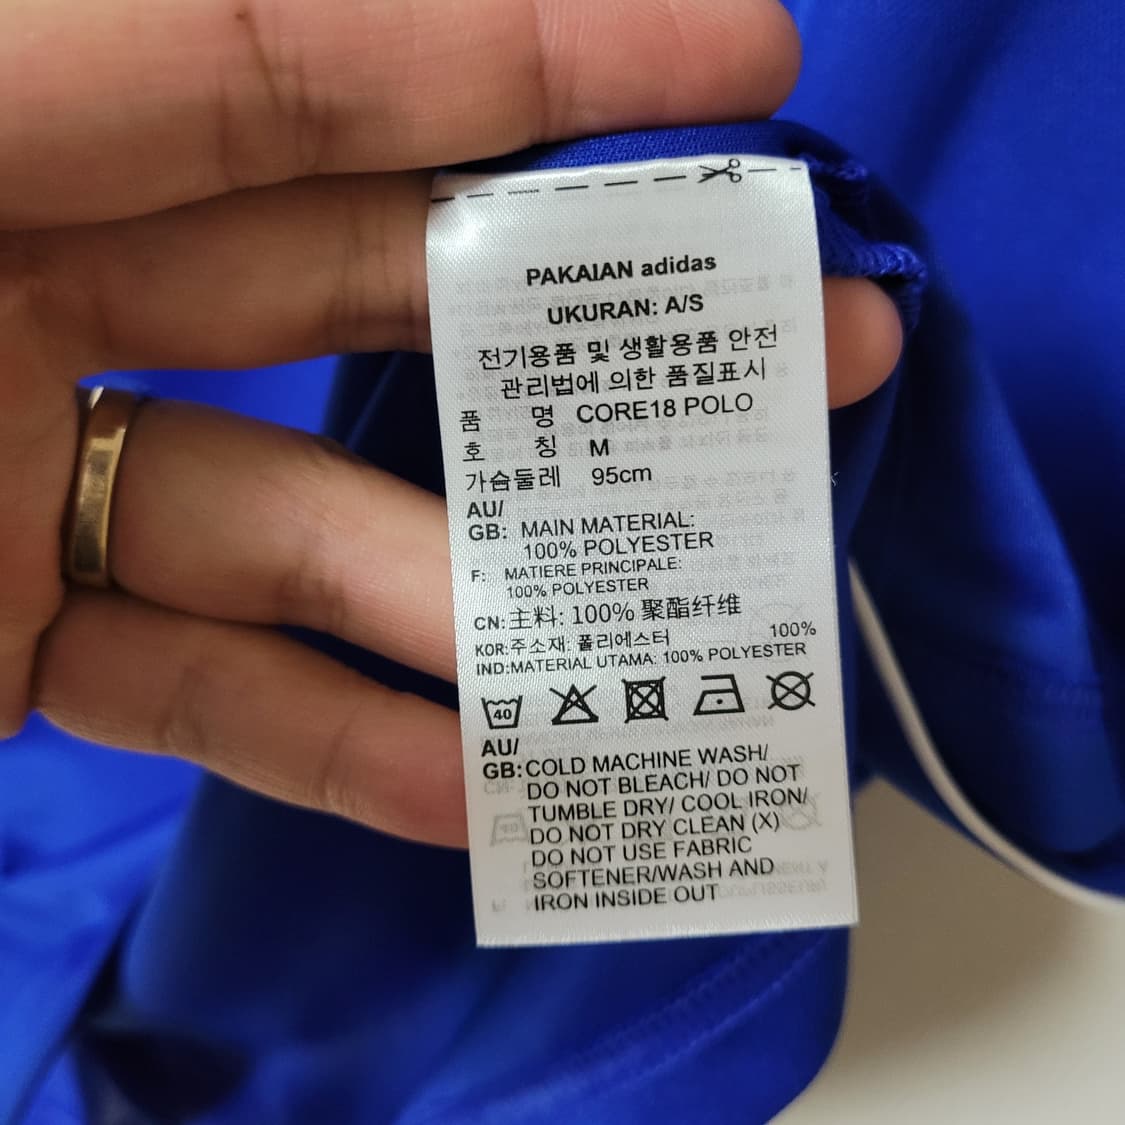 PAKAIAN adidas
UKURAN: A/S
전기용품 및 생활용품 안전
관리법에 의한 품질표시
품 명 CORE18 POLO
호 칭 M
가슴둘레 95cm
AU/
GB: MAIN MATERIAL:
100% POLYESTER
F: MATIERE PRINCIPALE:
100% POLYESTER
CN: 主料: 100% 聚酯纤维
KOR:주소재: 폴리에스터 100%
IND:MATERIAL UTAMA: 100% POLYESTER
40
AU/
GB: COLD MACHINE WASH/
DO NOT BLEACH/ DO NOT
TUMBLE DRY/ COOL IRON/
DO NOT DRY CLEAN (X)
DO NOT USE FABRIC
SOFTENER/WASH AND
IRON INSIDE OUT